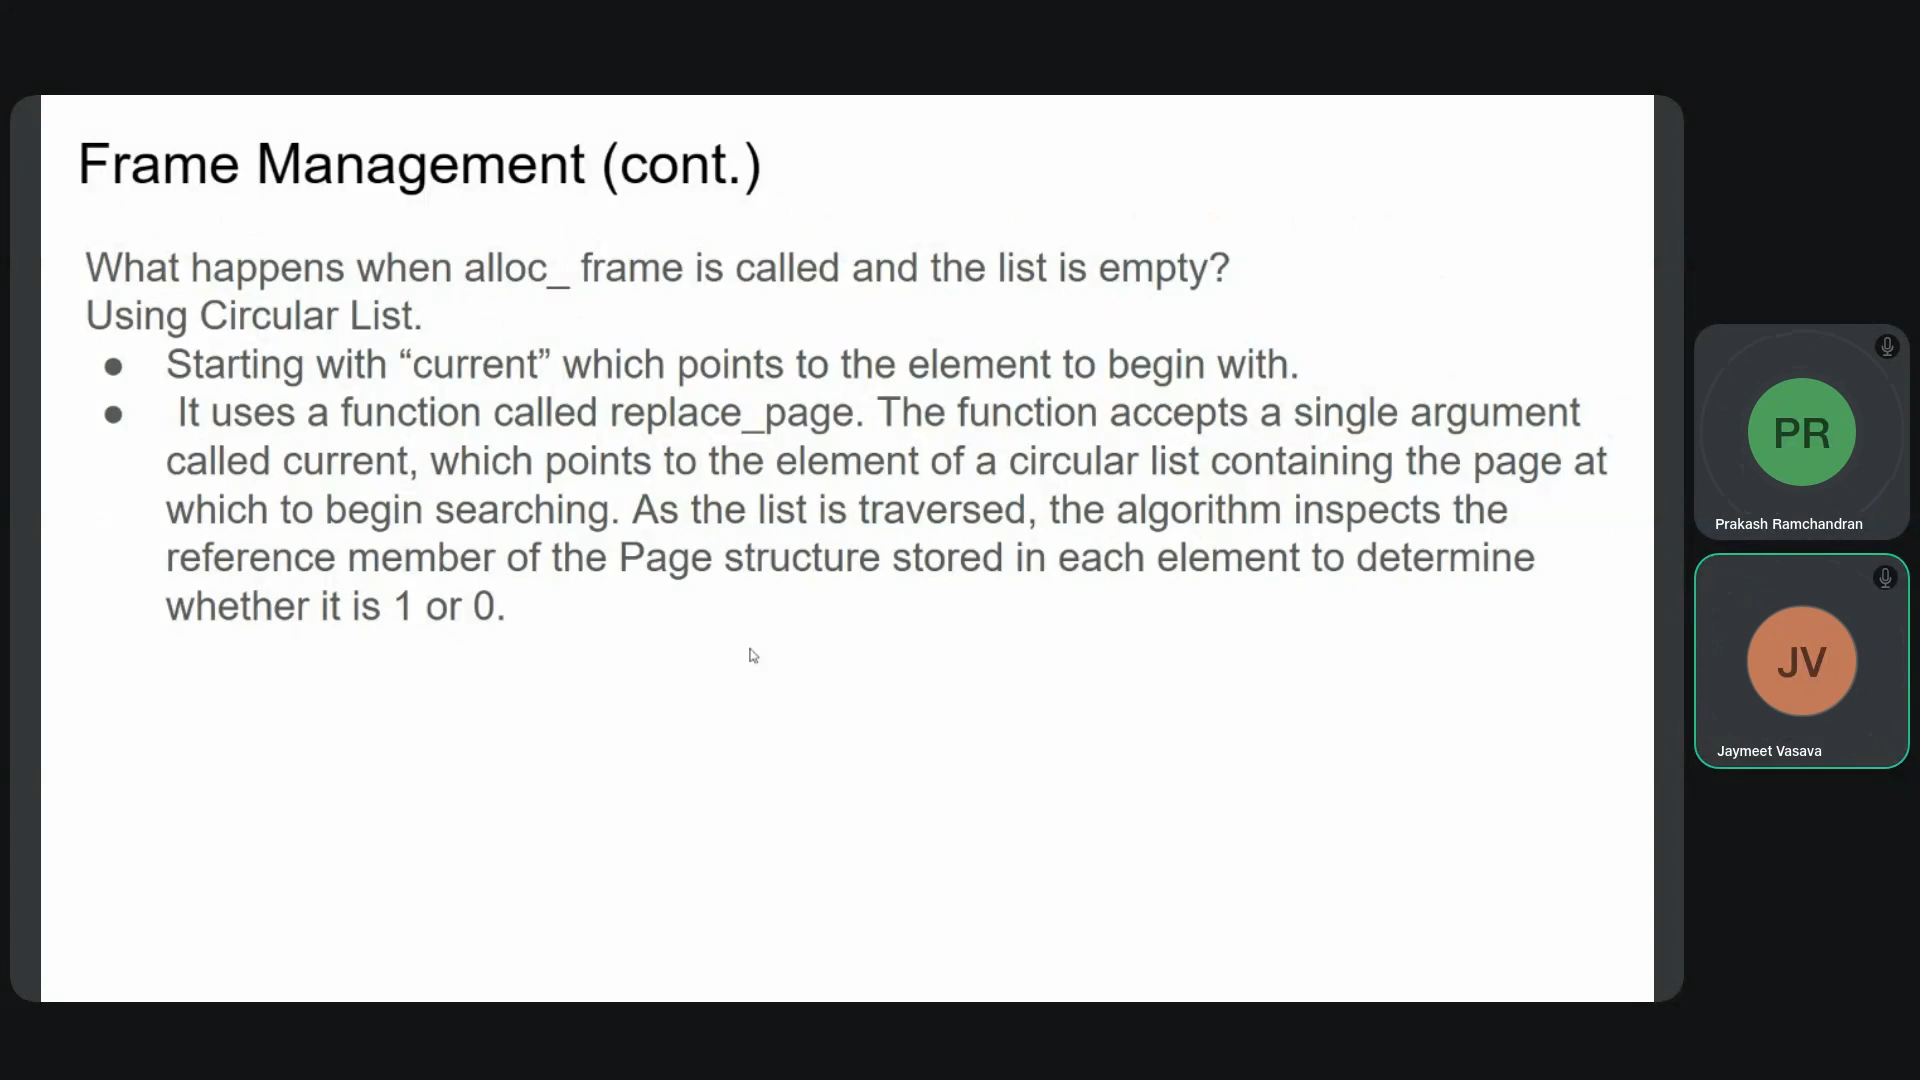 Frame Management (cont.)
What happens when alloc_ frame is called and the list is empty?
Using Circular List.
● Starting with “current” which points to the element to begin with.
● It uses a function called replace_page. The function accepts a single argument
called current, which points to the element of a circular list containing the page at
which to begin searching. As the list is traversed, the algorithm inspects the
reference member of the Page structure stored in each element to determine
whether it is 1 or 0.
PR
Prakash Ramchandran
JV
Jaymeet Vasava